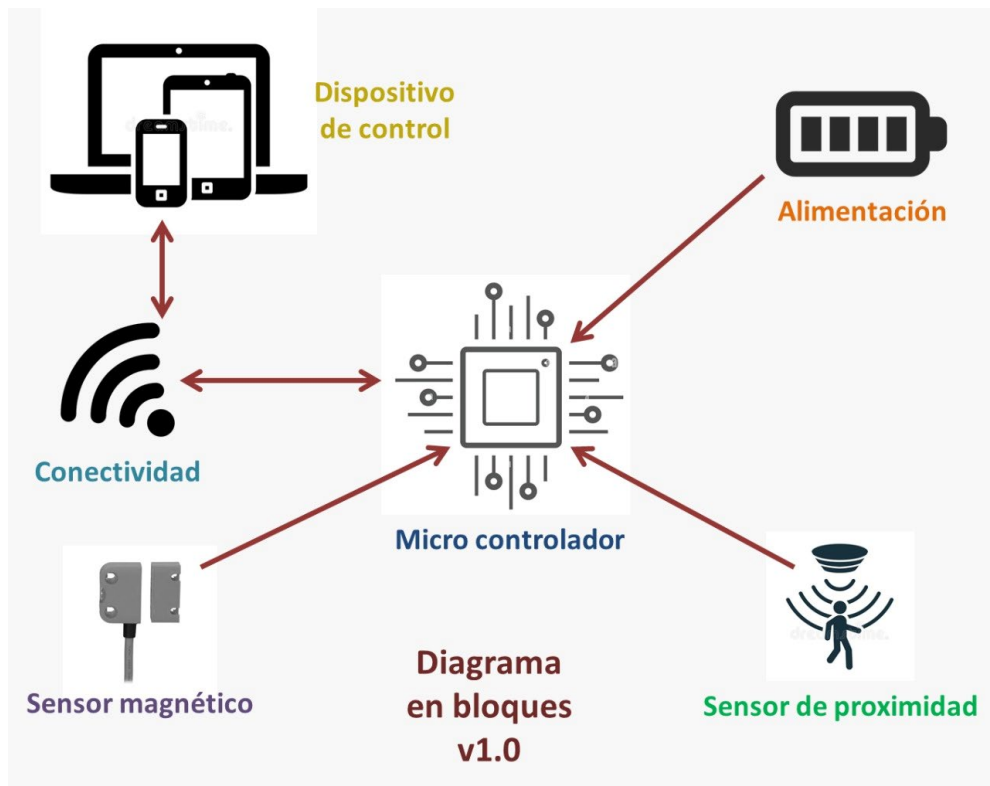 Dispositivo
de control
Alimentación
Conectividad
Micro controlador
Sensor magnético
Diagrama
en bloques
v1.0
Sensor de proximidad